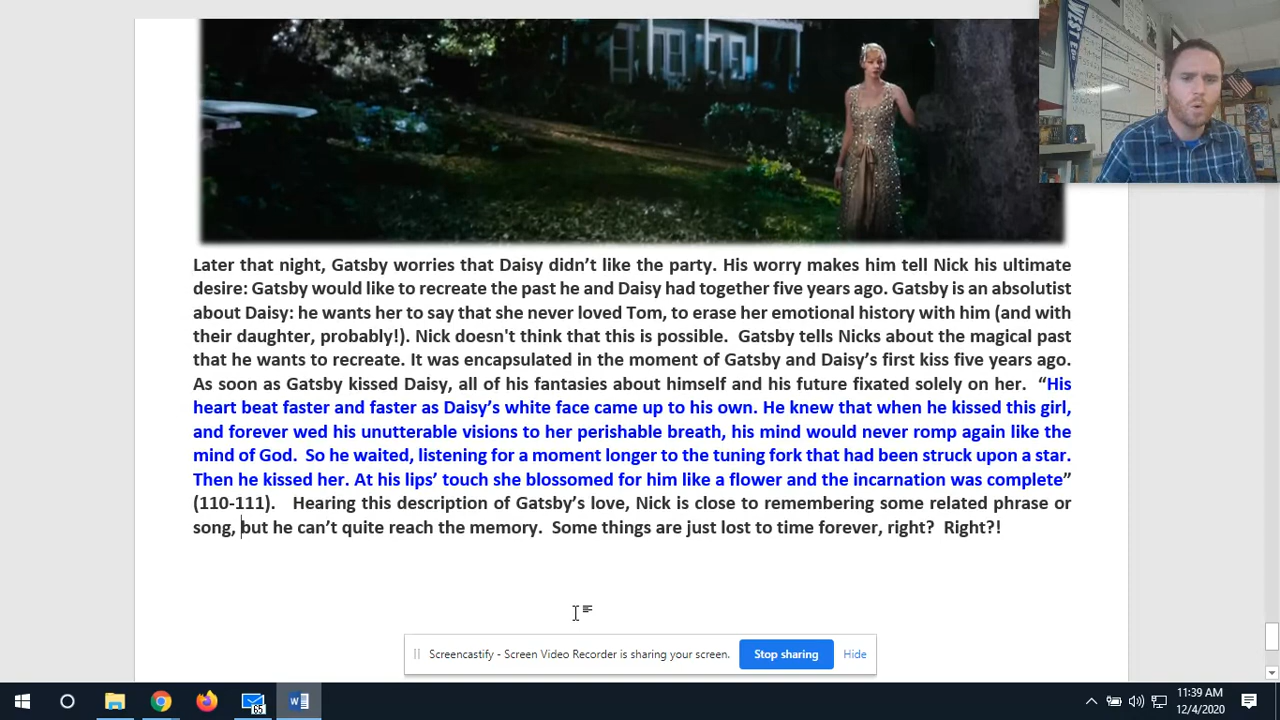 WEST
Later that night, Gatsby worries that Daisy didn’t like the party. His worry makes him tell Nick his ultimate
desire: Gatsby would like to recreate the past he and Daisy had together five years ago. Gatsby is an absolutist
about Daisy: he wants her to say that she never loved Tom, to erase her emotional history with him (and with
their daughter, probably!). Nick doesn't think that this is possible.  Gatsby tells Nicks about the magical past
that he wants to recreate. It was encapsulated in the moment of Gatsby and Daisy’s first kiss five years ago.
As soon as Gatsby kissed Daisy, all of his fantasies about himself and his future fixated solely on her.  “His
heart beat faster and faster as Daisy’s white face came up to his own. He knew that when he kissed this girl,
and forever wed his unutterable visions to her perishable breath, his mind would never romp again like the
mind of God.  So he waited, listening for a moment longer to the tuning fork that had been struck upon a star.
Then he kissed her. At his lips’ touch she blossomed for him like a flower and the incarnation was complete”
(110-111).   Hearing this description of Gatsby’s love, Nick is close to remembering some related phrase or
song, but he can’t quite reach the memory.  Some things are just lost to time forever, right?  Right?!
Screencastify - Screen Video Recorder is sharing your screen.
Stop sharing
Hide
65
W
11:39 AM
12/4/2020